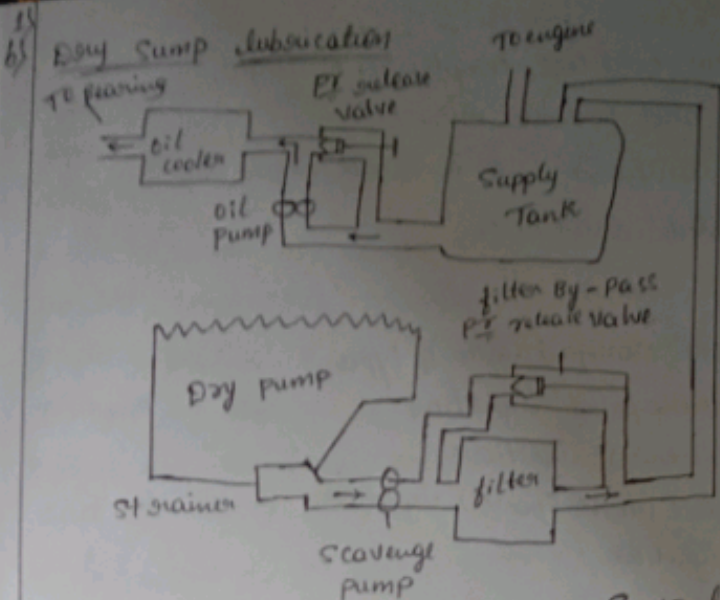 b) Dry Sump lubrication
To engine
To bearing
Pr release
valve
oil
cooler
oil
pump
Supply
Tank
filter By-pass
Pr release valve
Dry pump
Strainer
filter
Scavenge
pump